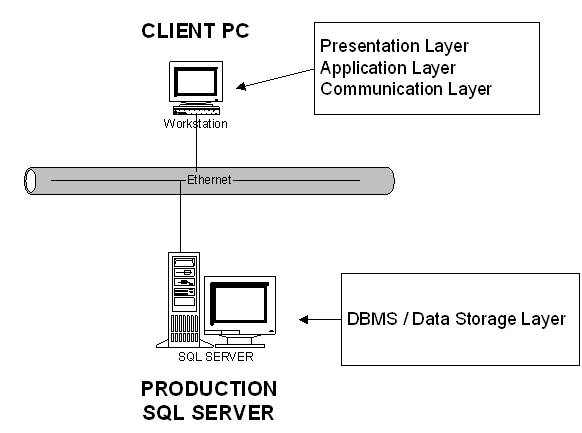 CLIENT PC
Presentation Layer
Application Layer
Communication Layer
Workstation
Ethernet
DBMS / Data Storage Layer
SQL SERVER
PRODUCTION
SQL SERVER